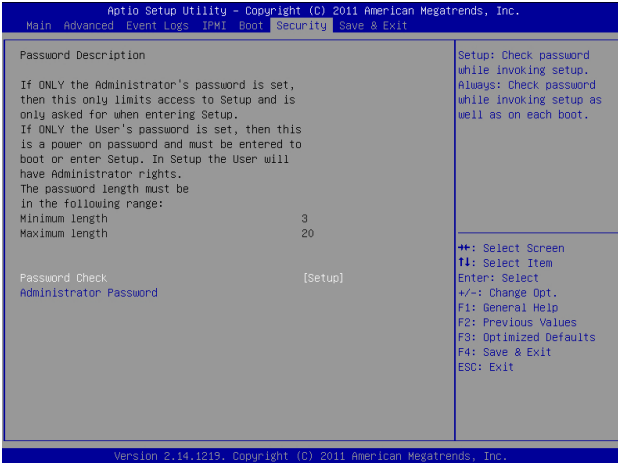 Aptio Setup Utility – Copyright (C) 2011 American Megatrends, Inc.
Main Advanced Event Logs IPMI Boot Security Save & Exit
Password Description
If ONLY the Administrator's password is set,
then this only limits access to Setup and is
only asked for when entering Setup.
If ONLY the User's password is set, then this
is a power on password and must be entered to
boot or enter Setup. In Setup the User will
have Administrator rights.
The password length must be
in the following range:
Minimum length 3
Maximum length 20
Password Check [Setup]
Administrator Password
Setup: Check password
while invoking setup.
Always: Check password
while invoking setup as
well as on each boot.
→←: Select Screen
↑↓: Select Item
Enter: Select
+/-: Change Opt.
F1: General Help
F2: Previous Values
F3: Optimized Defaults
F4: Save & Exit
ESC: Exit
Version 2.14.1219. Copyright (C) 2011 American Megatrends, Inc.